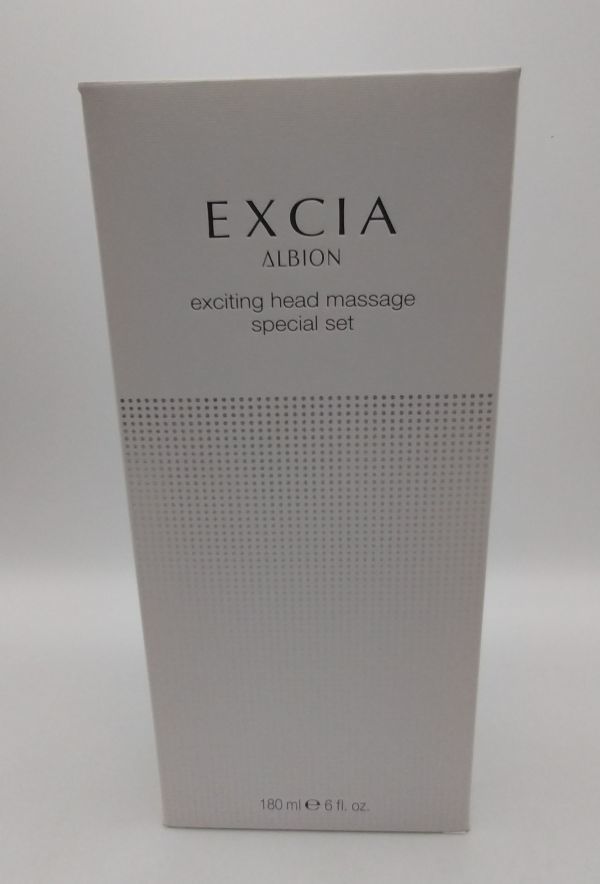 EXCIA
ALBION
exciting head massage
special set
180 ml ℮ 6 fl. oz.